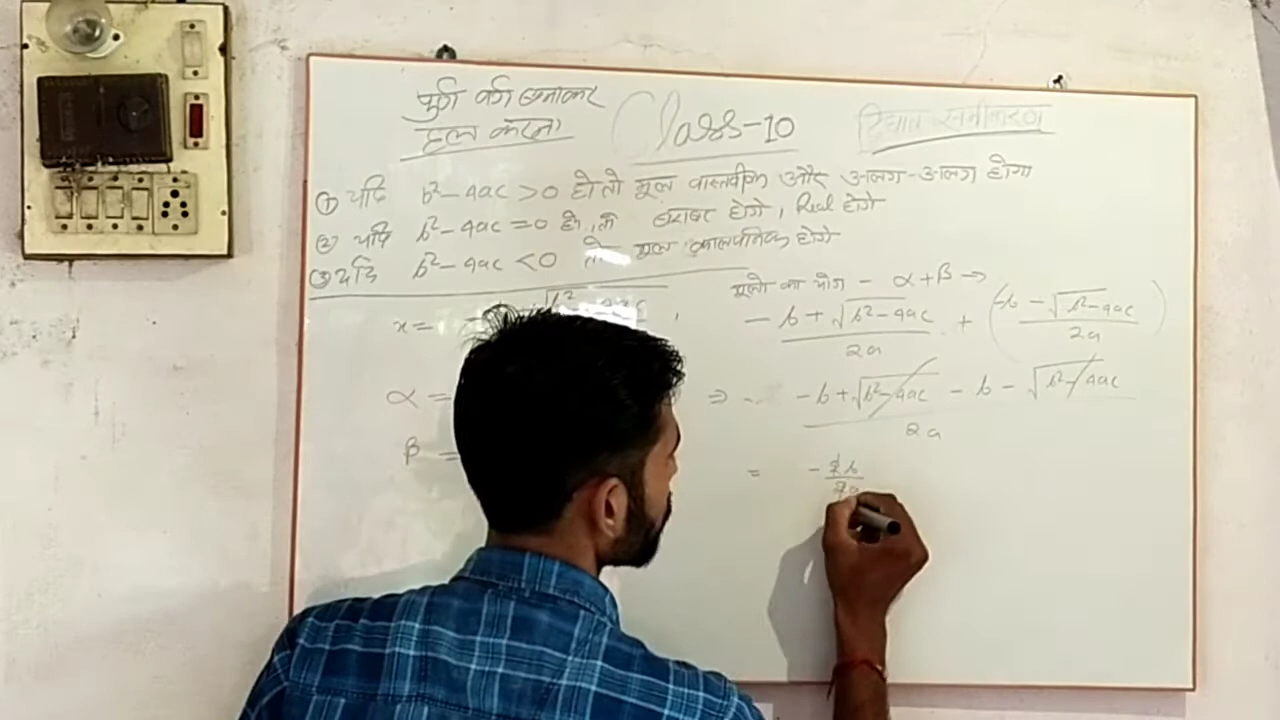 पूर्ण वर्ग बनाकर
हल करना
Class-10
द्विघात समीकरण
① यदि b²-4ac>0 हो तो मूल वास्तवीक और अलग-अलग होगा
② यदि b²-4ac=0 हो, तो बराबर होगे, Real होगे
③ यदि b²-4ac<0 तो मूल काल्पनिक होगे
x =
मूलो का योग - α+β →
-b+√b²-4ac / 2a + (-b-√b²-4ac / 2a)
α =
⇒ -b+√b²-4ac - b - √b²-4ac / 2a
β =
= -2b / 2a